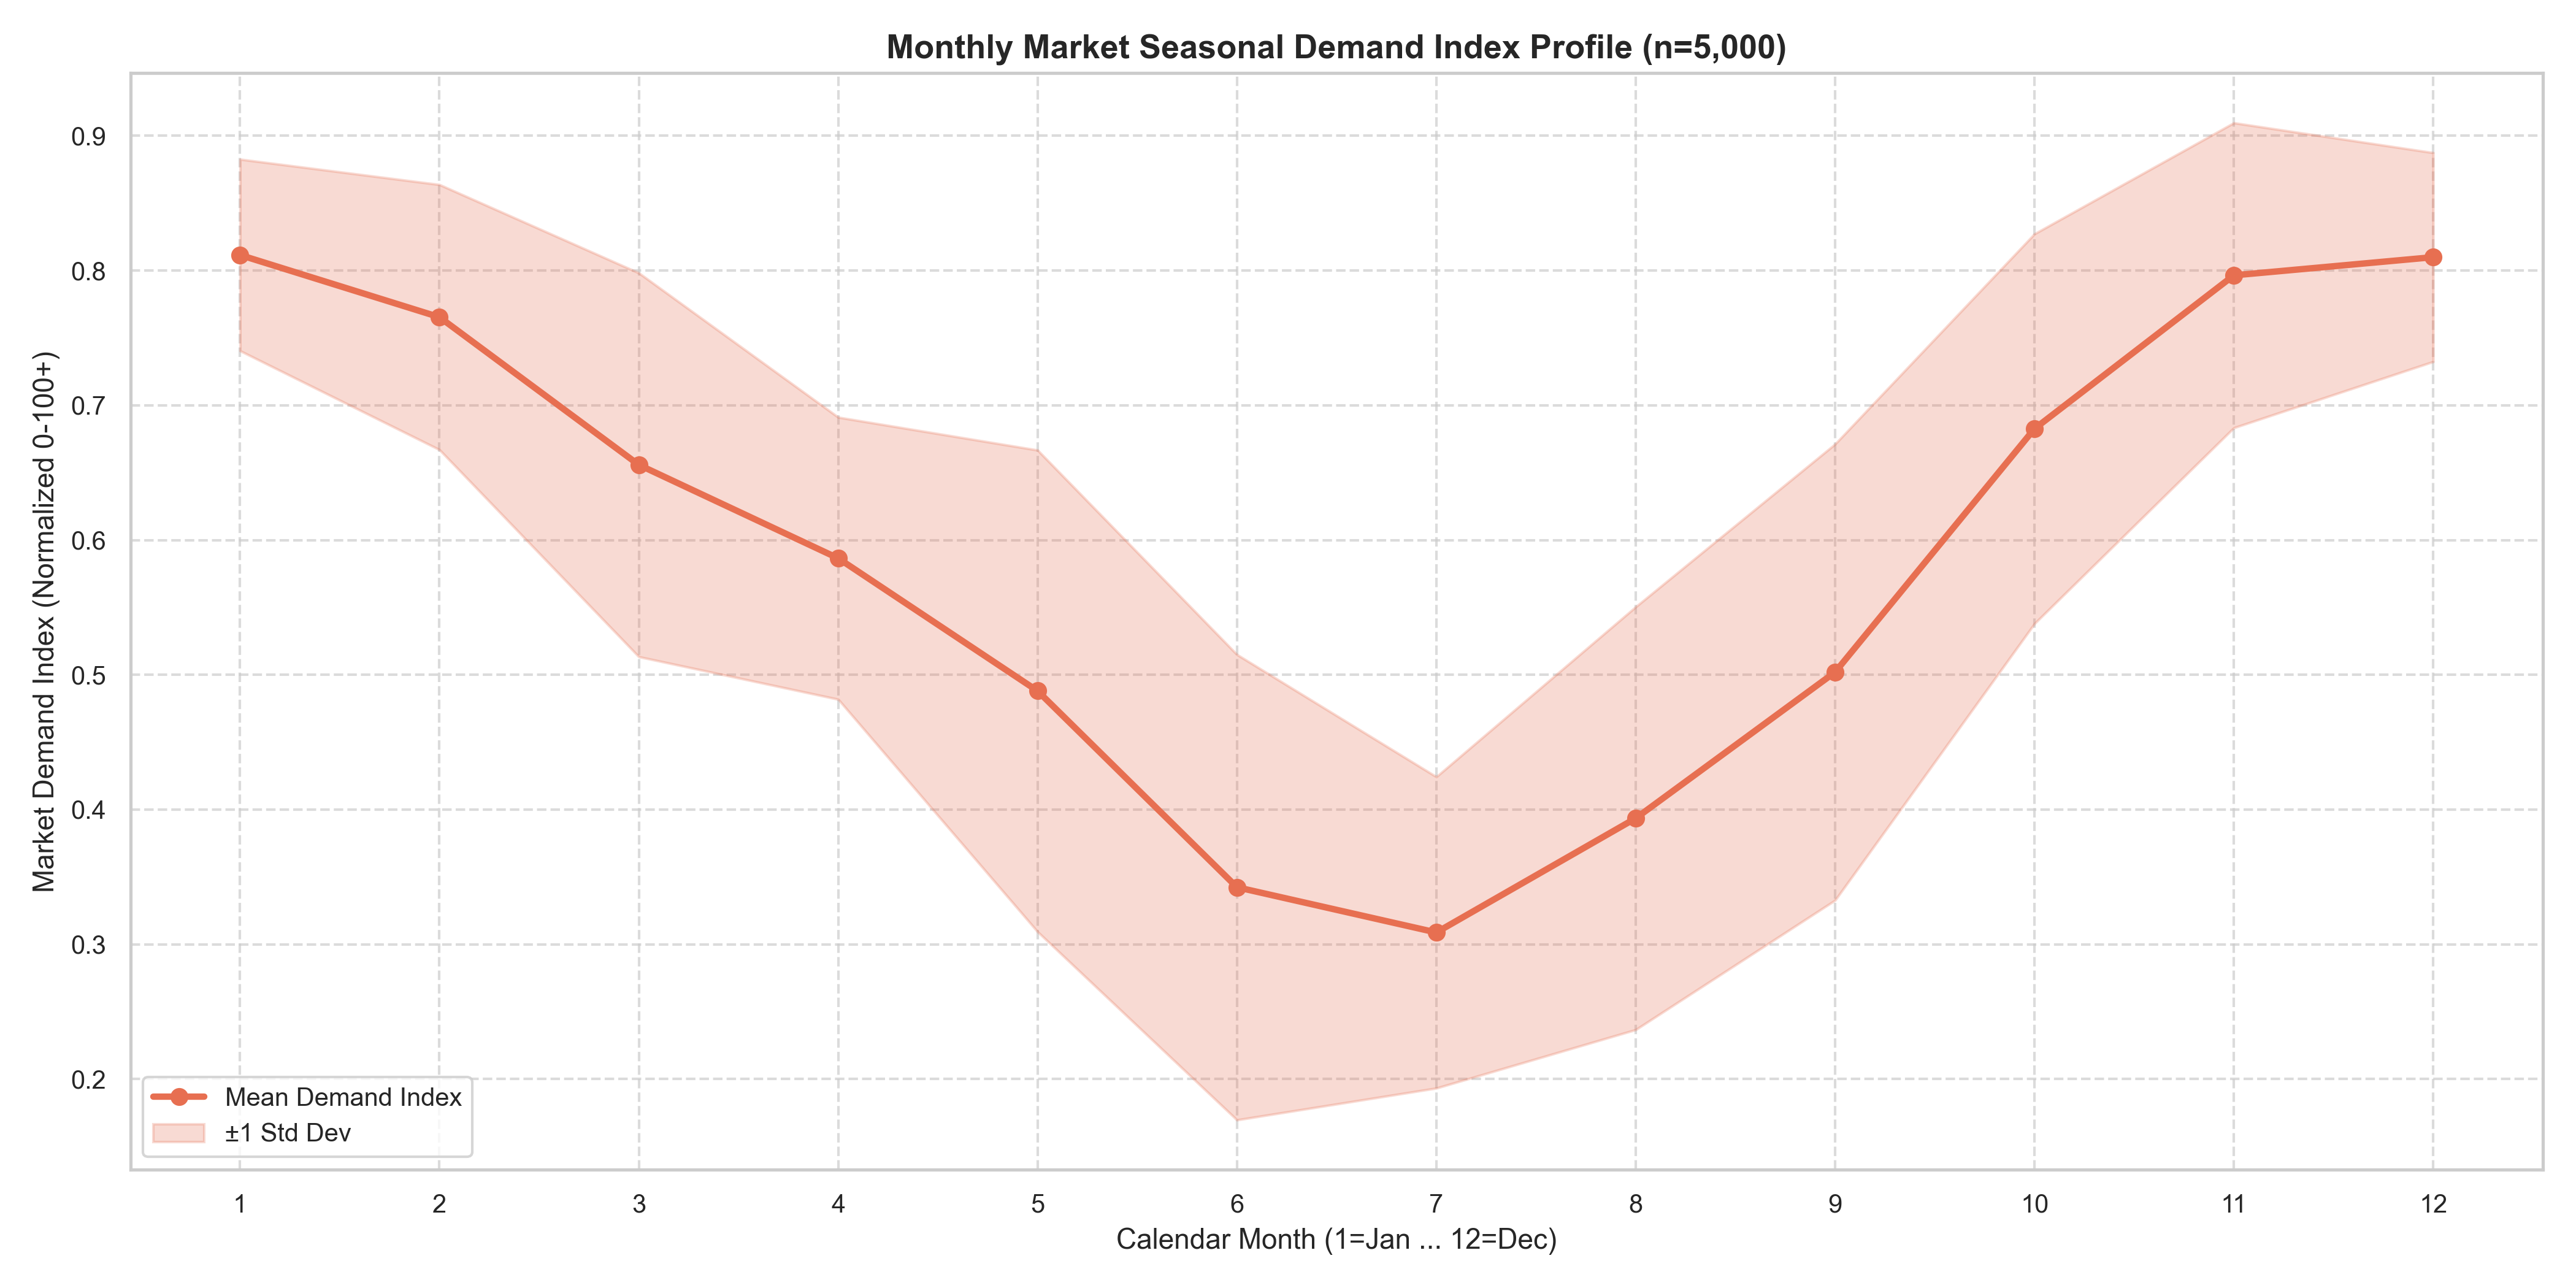 Monthly Market Seasonal Demand Index Profile (n=5,000)
Market Demand Index (Normalized 0-100+)
0.9
0.8
0.7
0.6
0.5
0.4
0.3
0.2
Mean Demand Index
±1 Std Dev
1 2 3 4 5 6 7 8 9 10 11 12
Calendar Month (1=Jan ... 12=Dec)